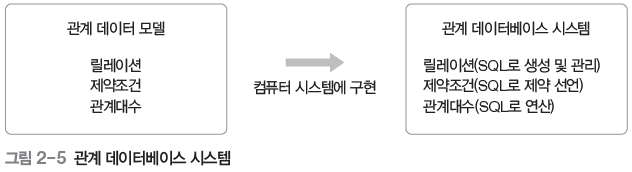 관계 데이터 모델
릴레이션
제약조건
관계대수
컴퓨터 시스템에 구현
관계 데이터베이스 시스템
릴레이션(SQL로 생성 및 관리)
제약조건(SQL로 제약 선언)
관계대수(SQL로 연산)
그림 2-5 관계 데이터베이스 시스템